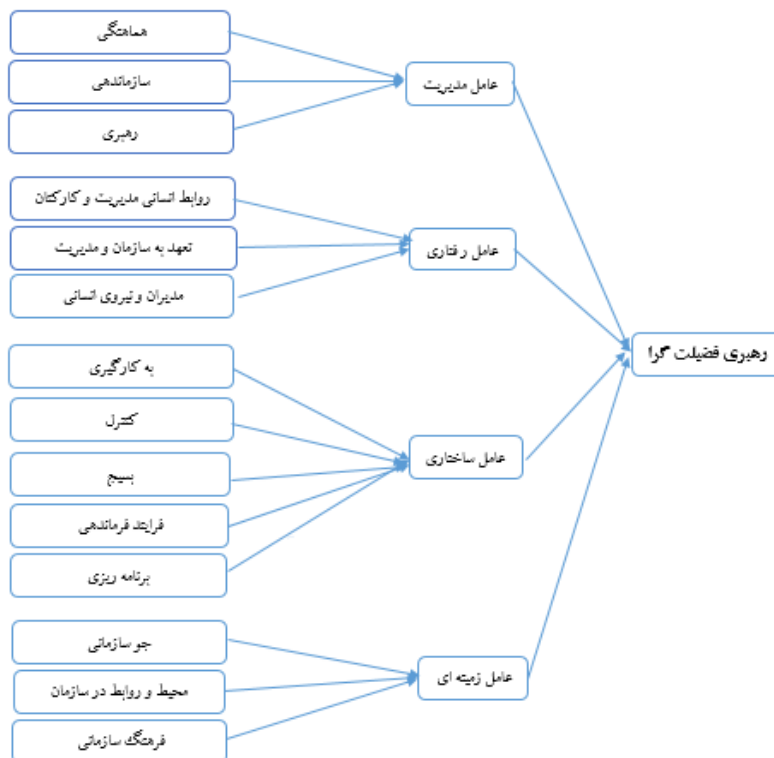 هماهنگی
سازماندهی
رهبری
عامل مدیریت
روابط انسانی مدیریت و کارکنان
تعهد به سازمان و مدیریت
مدیران و نیروی انسانی
عامل رفتاری
به کارگیری
کنترل
بسیج
فرایند فرماندهی
برنامه ریزی
عامل ساختاری
جو سازمانی
محیط و روابط در سازمان
فرهنگ سازمانی
عامل زمینه ای
رهبری فضیلت گرا